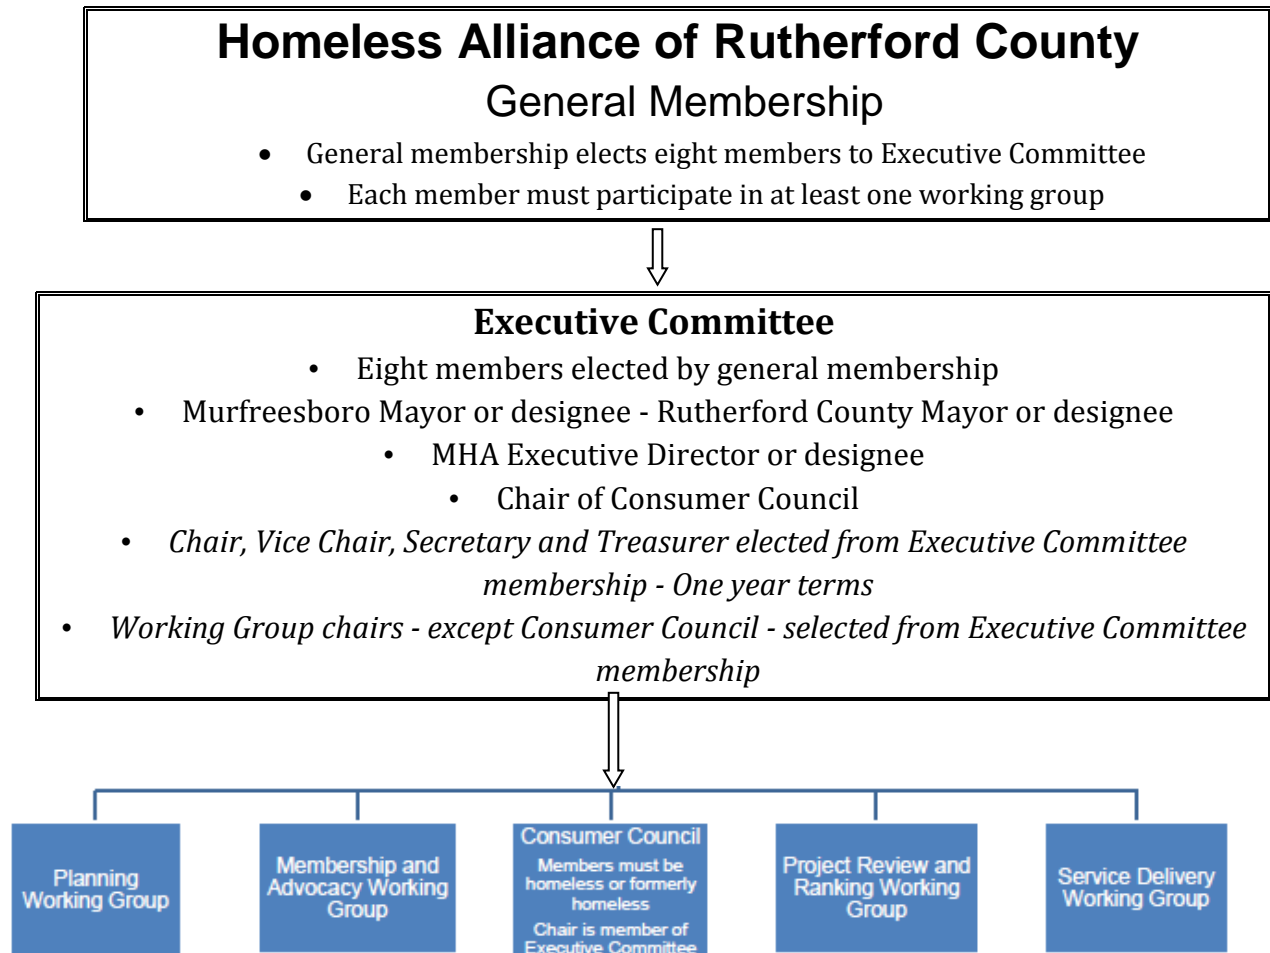 Homeless Alliance of Rutherford County
General Membership
• General membership elects eight members to Executive Committee
• Each member must participate in at least one working group
Executive Committee
• Eight members elected by general membership
• Murfreesboro Mayor or designee - Rutherford County Mayor or designee
• MHA Executive Director or designee
• Chair of Consumer Council
• Chair, Vice Chair, Secretary and Treasurer elected from Executive Committee
membership - One year terms
• Working Group chairs - except Consumer Council - selected from Executive Committee
membership
Planning
Working Group
Membership and
Advocacy Working
Group
Consumer Council
Members must be
homeless or formerly
homeless
Chair is member of
Executive Committee
Project Review and
Ranking Working
Group
Service Delivery
Working Group